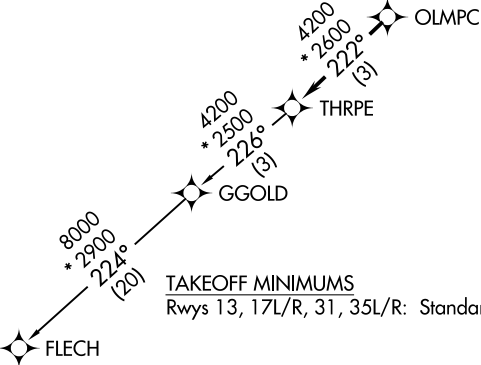 OLMPC
4200
* 2600
222°
(3)
THRPE
4200
* 2500
226°
(3)
GGOLD
8000
* 2900
224°
(20)
TAKEOFF MINIMUMS
Rwys 13, 17L/R, 31, 35L/R: Standa
FLECH